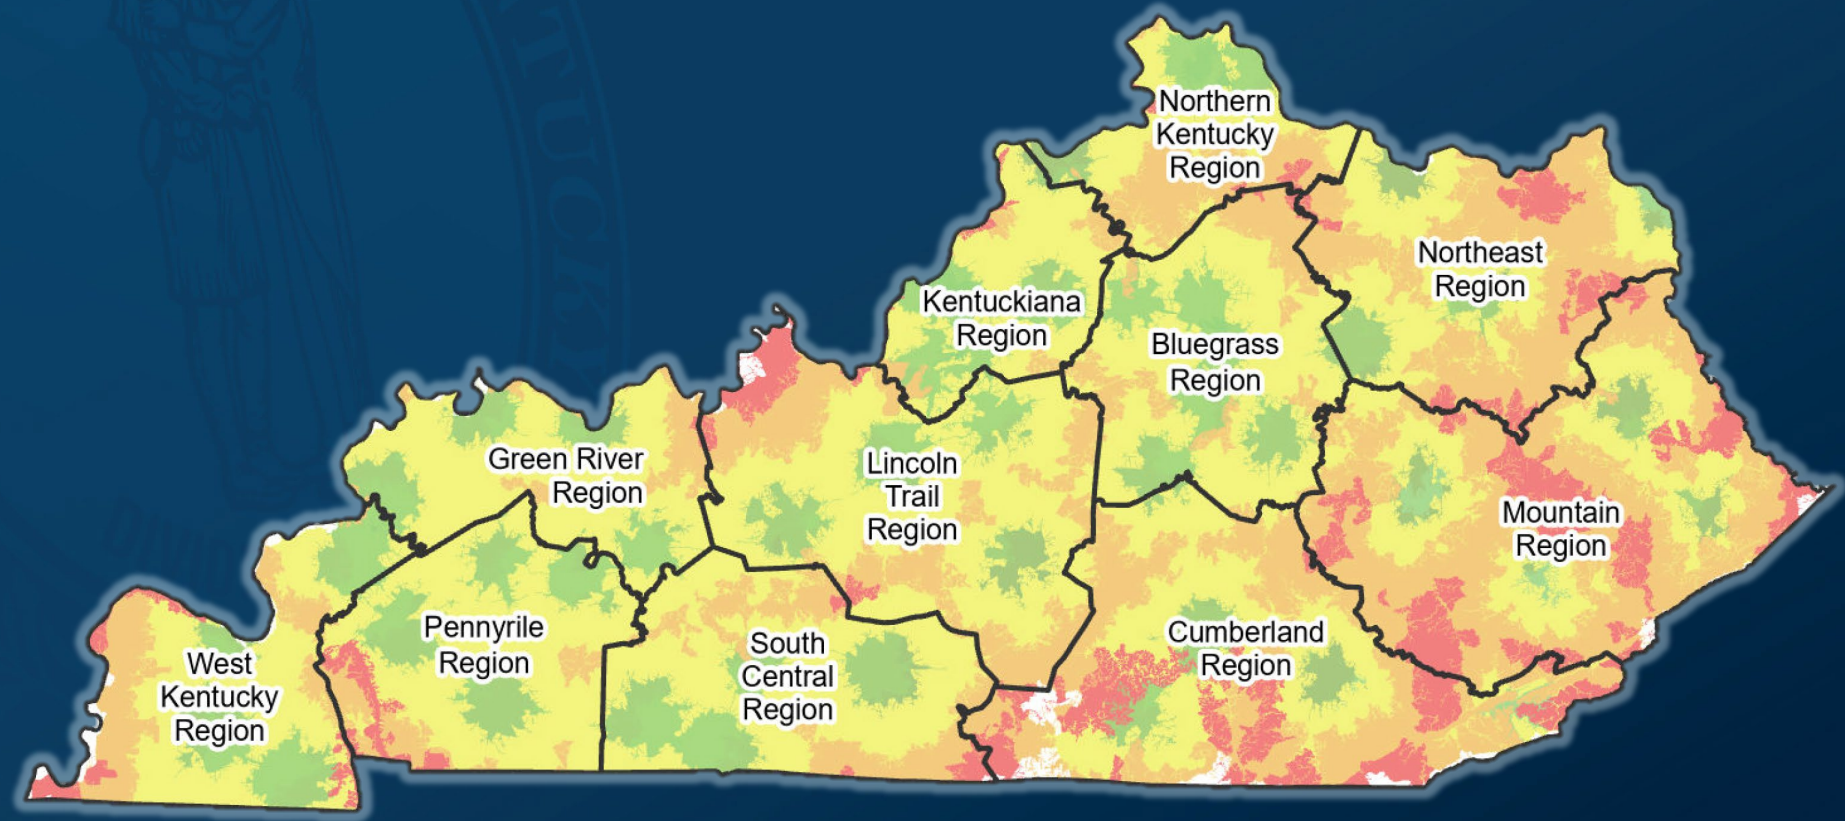 Northern
Kentucky
Region
Northeast
Region
Kentuckiana
Region
Bluegrass
Region
Green River
Region
Lincoln
Trail
Region
Mountain
Region
Pennyrile
Region
South
Central
Region
Cumberland
Region
West
Kentucky
Region